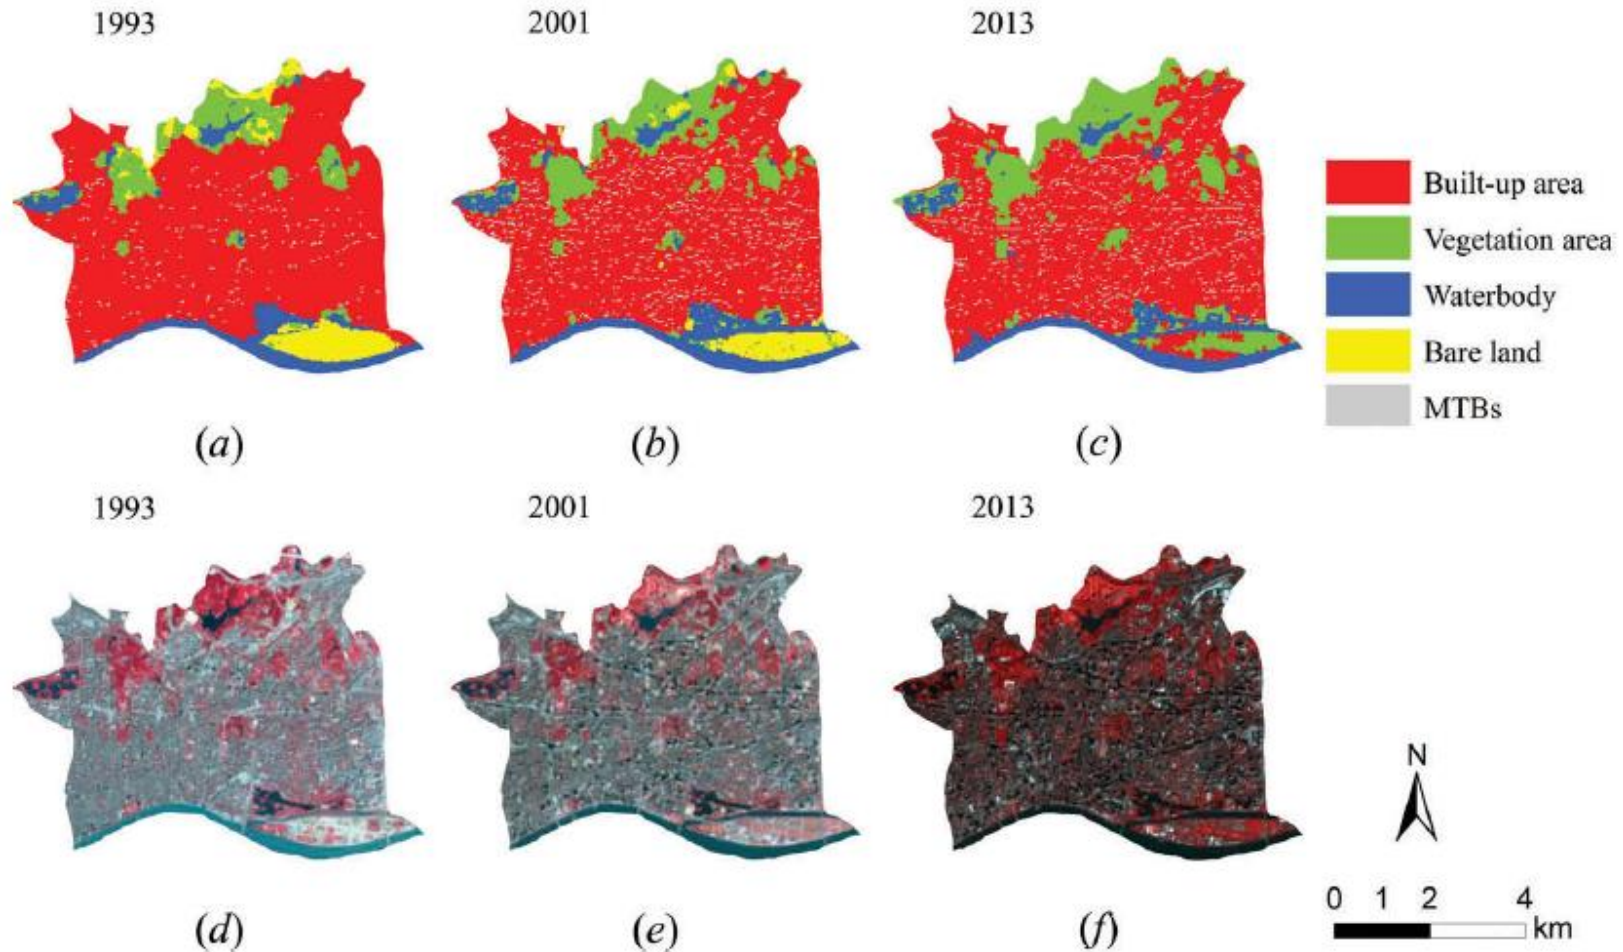 1993
2001
2013
Built-up area
Vegetation area
Waterbody
Bare land
MTBs
(a)
(b)
(c)
1993
2001
2013
N
0 1 2 4
km
(d)
(e)
(f)